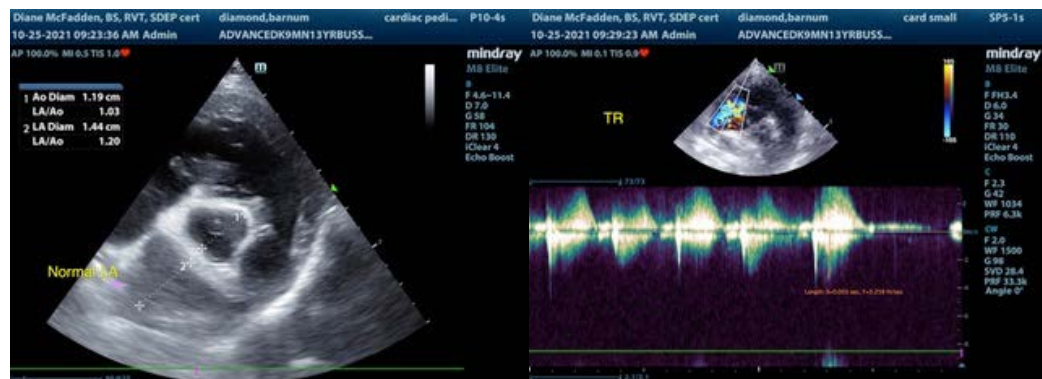 Diane McFadden, BS, RVT, SDEP cert diamond,barnum cardiac pedi... P10-4s
10-25-2021 09:23:36 AM Admin ADVANCEDK9MN13YRBUSS...
AP 100.0% MI 0.5 TIS 1.0
mindray
M8 Elite
B
F 4.6-11.4
D 7.0
G 58
FR 104
DR 130
iClear 4
Echo Boost
1 Ao Diam 1.19 cm
LA/Ao 1.03
2 LA Diam 1.44 cm
LA/Ao 1.20
1
2
Normal LA
Diane McFadden, BS, RVT, SDEP cert diamond,barnum card small SP5-1s
10-25-2021 09:29:23 AM Admin ADVANCEDK9MN13YRBUSS...
AP 100.0% MI 0.1 TIS 0.9
mindray
M8 Elite
B
F FH3.4
D 6.0
G 34
FR 30
DR 110
iClear 4
Echo Boost
C
F 2.3
G 42
WF 1034
PRF 6.3k
CW
F 2.0
WF 1500
G 98
SVD 28.4
PRF 33.3k
Angle 0°
TR
73/73